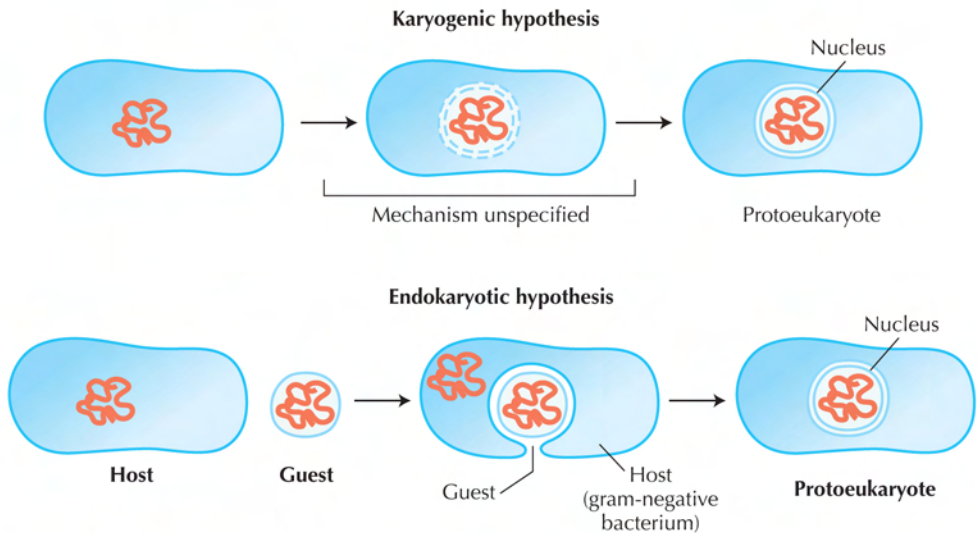 Karyogenic hypothesis
Nucleus
Mechanism unspecified
Protoeukaryote
Endokaryotic hypothesis
Nucleus
Host
Guest
Guest
Host
(gram-negative
bacterium)
Protoeukaryote